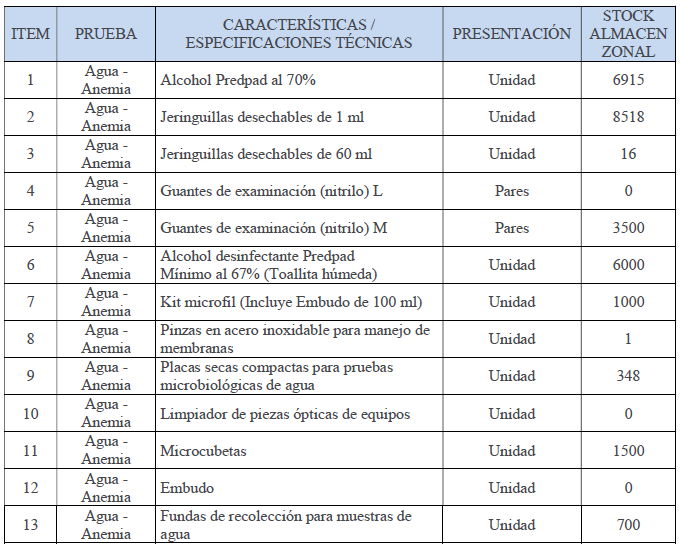 ITEM PRUEBA CARACTERÍSTICAS / ESPECIFICACIONES TÉCNICAS PRESENTACIÓN STOCK ALMACEN ZONAL
1 Agua - Anemia Alcohol Predpad al 70% Unidad 6915
2 Agua - Anemia Jeringuillas desechables de 1 ml Unidad 8518
3 Agua - Anemia Jeringuillas desechables de 60 ml Unidad 16
4 Agua - Anemia Guantes de examinación (nitrilo) L Pares 0
5 Agua - Anemia Guantes de examinación (nitrilo) M Pares 3500
6 Agua - Anemia Alcohol desinfectante Predpad Mínimo al 67% (Toallita húmeda) Unidad 6000
7 Agua - Anemia Kit microfil (Incluye Embudo de 100 ml) Unidad 1000
8 Agua - Anemia Pinzas en acero inoxidable para manejo de membranas Unidad 1
9 Agua - Anemia Placas secas compactas para pruebas microbiológicas de agua Unidad 348
10 Agua - Anemia Limpiador de piezas ópticas de equipos Unidad 0
11 Agua - Anemia Microcubetas Unidad 1500
12 Agua - Anemia Embudo Unidad 0
13 Agua - Anemia Fundas de recolección para muestras de agua Unidad 700